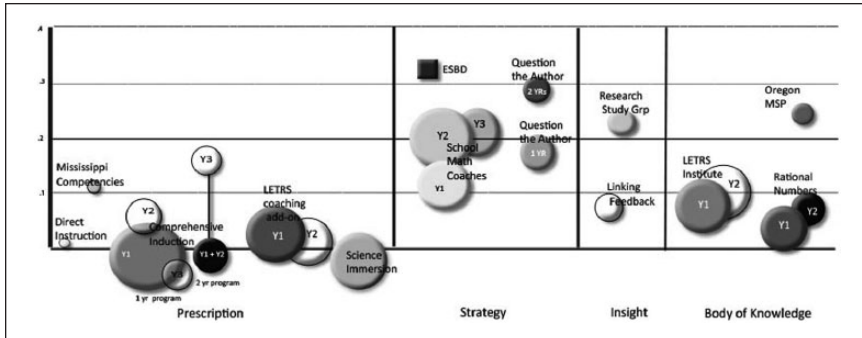 .4
.3
.2
.1
Mississippi
Competencies
Direct
Instruction
Y2
Comprehensive
Induction
Y1
Y3
1 yr program
Y3
Y1 + Y2
2 yr program
LETRS
coaching
add-on
Y1
Y2
Science
Immersion
Prescription
ESBD
Y2
Y3
School
Math
Coaches
Y1
Question
the Author
2 YRs
Question
the Author
1 YR
Strategy
Research
Study Grp
Linking
Feedback
Insight
LETRS
Institute
Y2
Y1
Oregon
MSP
Rational
Numbers
Y2
Y1
Body of Knowledge